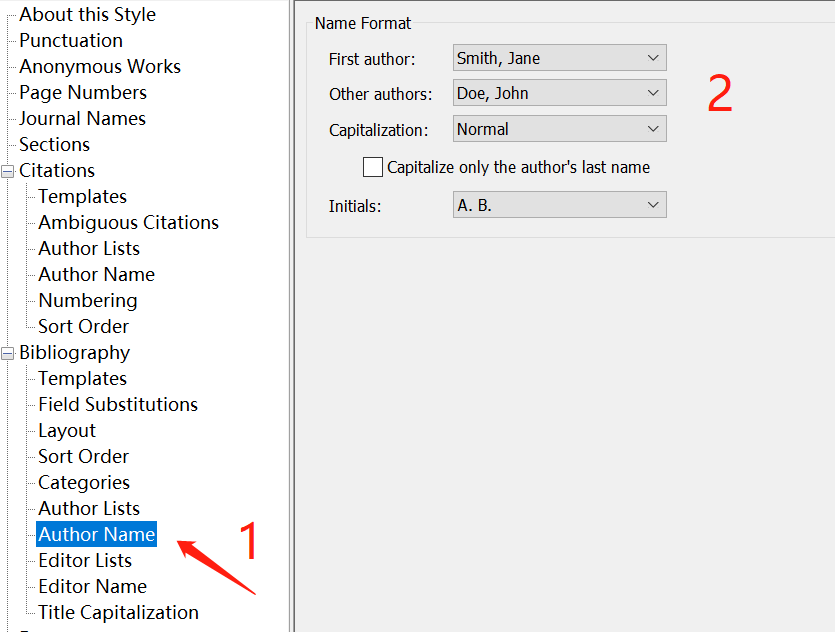 About this Style
Punctuation
Anonymous Works
Page Numbers
Journal Names
Sections
Citations
Templates
Ambiguous Citations
Author Lists
Author Name
Numbering
Sort Order
Bibliography
Templates
Field Substitutions
Layout
Sort Order
Categories
Author Lists
Author Name
1
Editor Lists
Editor Name
Title Capitalization
Name Format
First author: Smith, Jane
Other authors: Doe, John
2
Capitalization: Normal
Capitalize only the author's last name
Initials: A. B.